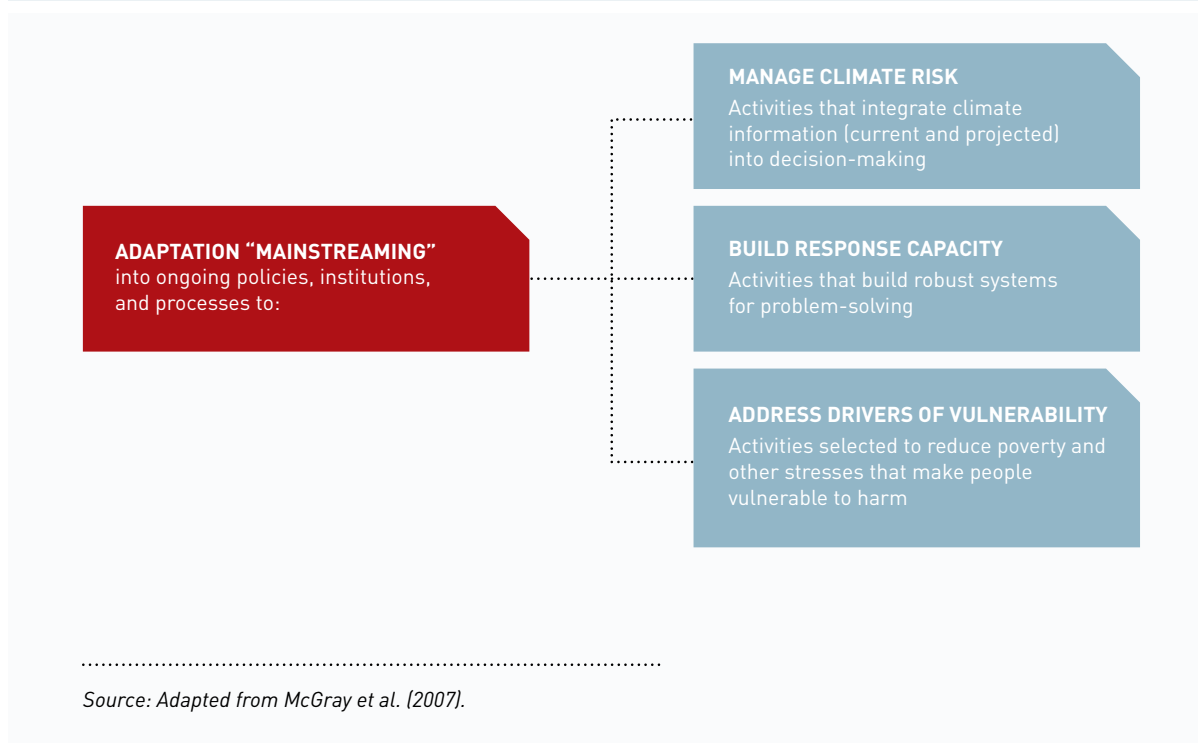 ADAPTATION “MAINSTREAMING”
into ongoing policies, institutions,
and processes to:
MANAGE CLIMATE RISK
Activities that integrate climate
information (current and projected)
into decision-making
BUILD RESPONSE CAPACITY
Activities that build robust systems
for problem-solving
ADDRESS DRIVERS OF VULNERABILITY
Activities selected to reduce poverty and
other stresses that make people
vulnerable to harm
Source: Adapted from McGray et al. (2007).